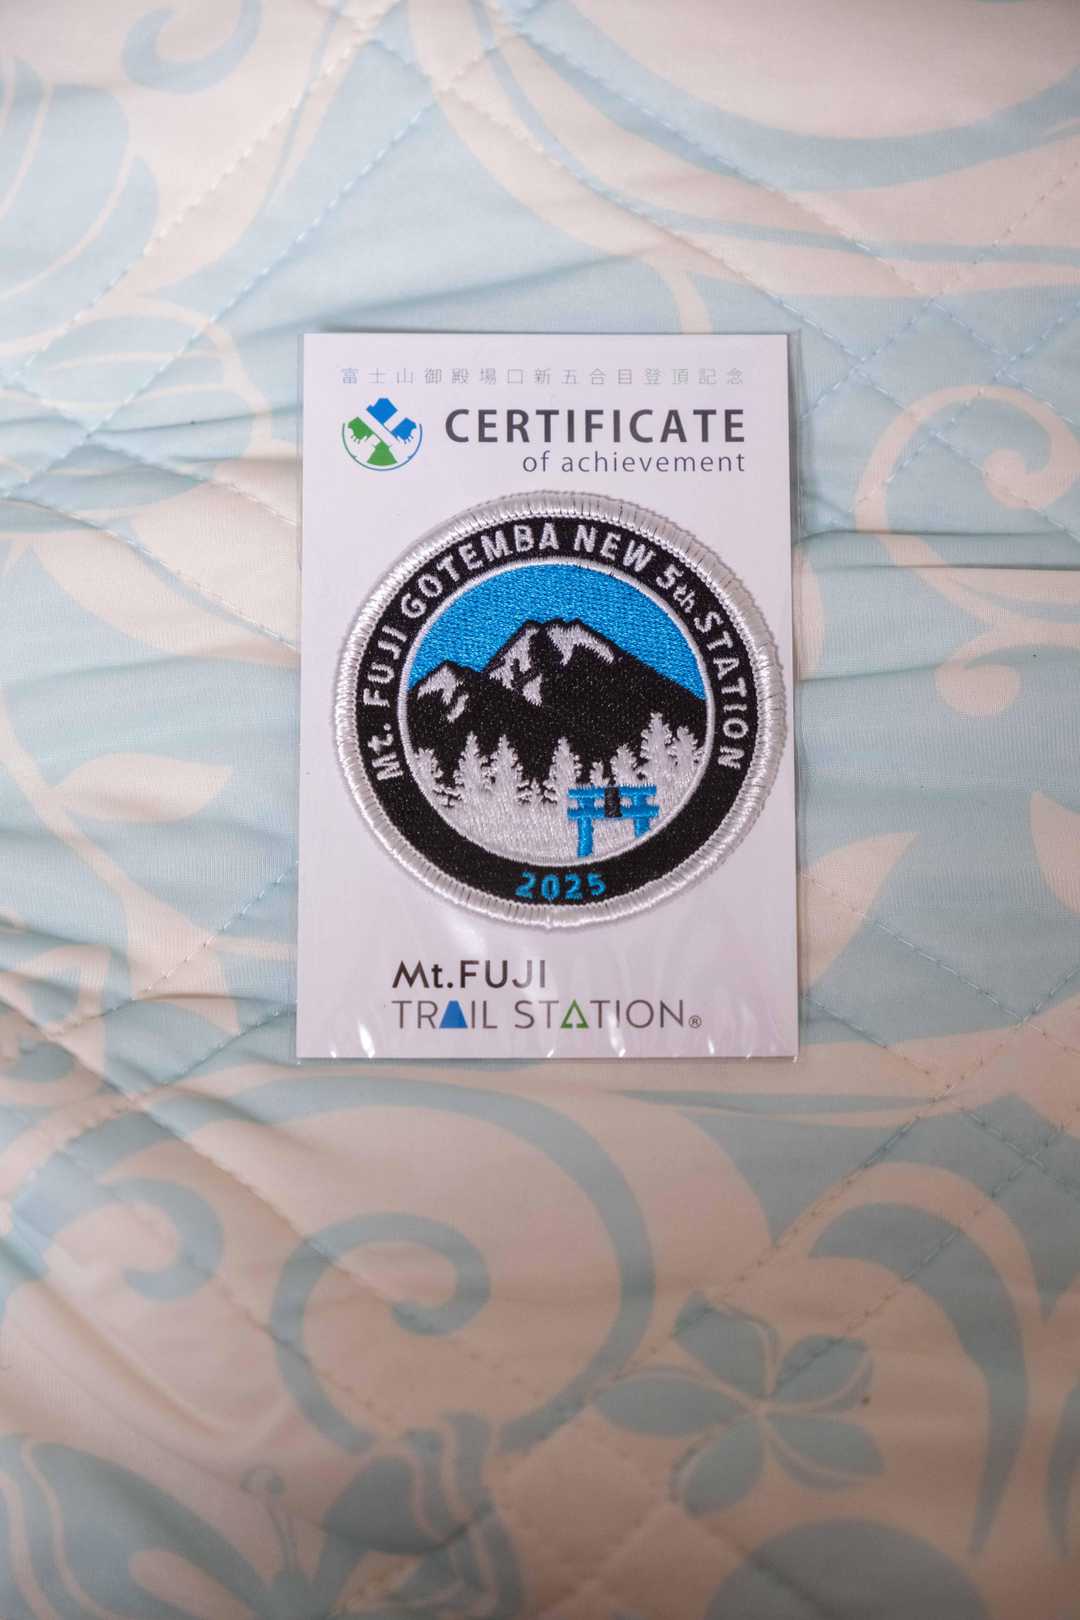 富士山御殿場口新五合目登頂記念
CERTIFICATE
of achievement
Mt. FUJI GOTEMBA NEW 5th STATION
2025
Mt.FUJI
TRAIL STATION®